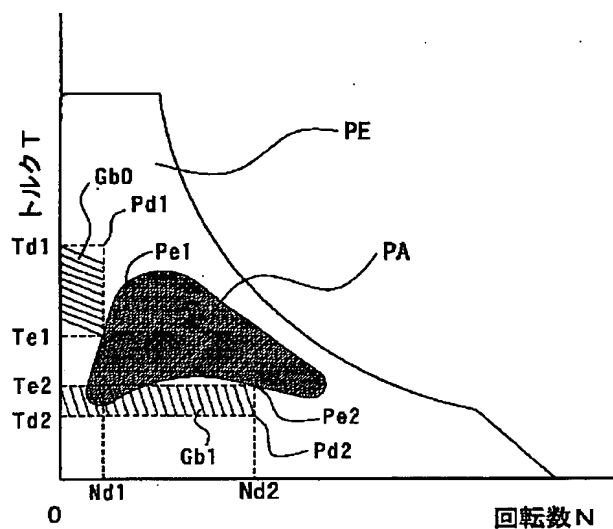 トルクT
PE
GbD
Pd1
Td1
Pe1
PA
Te1
Te2
Td2
Pe2
Gb1
Pd2
0
Nd1
Nd2
回転数N